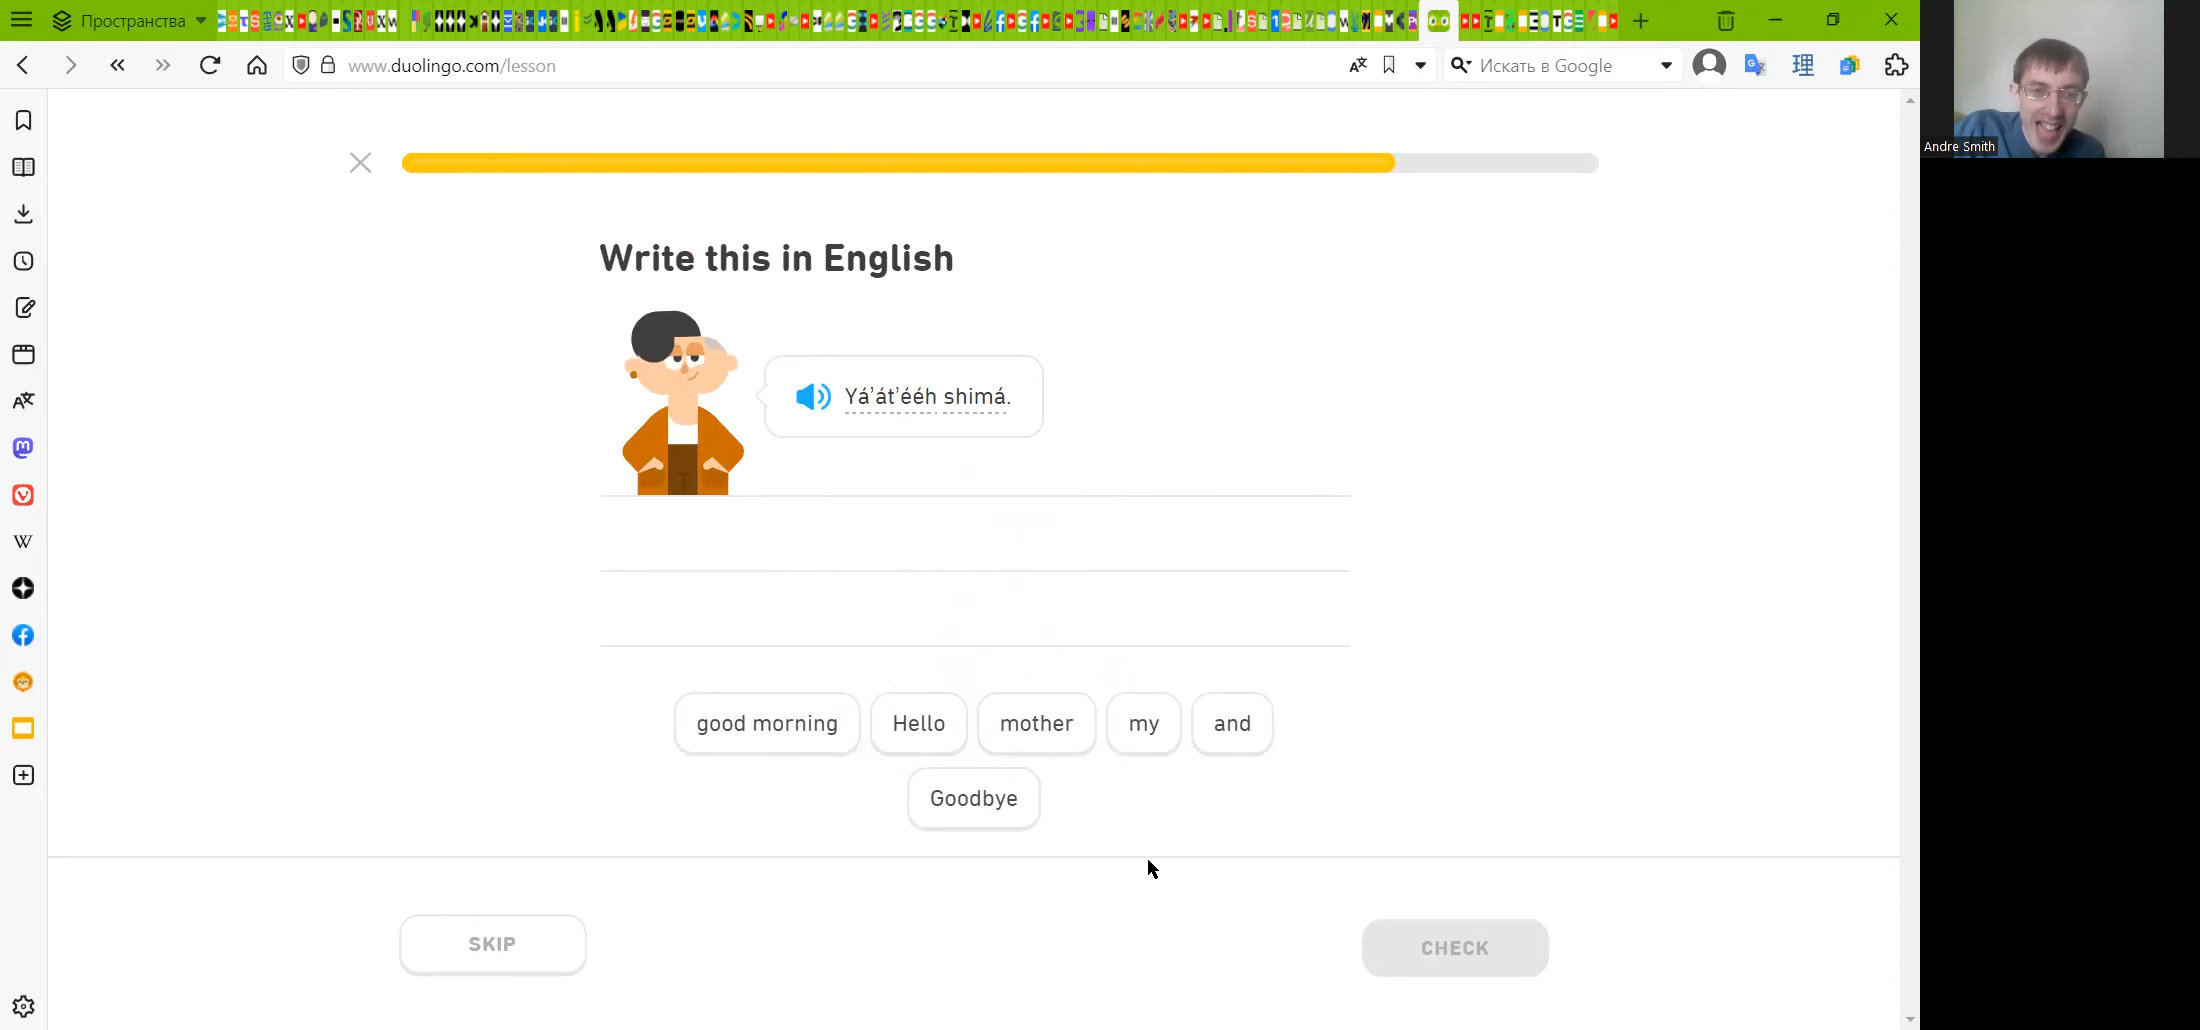 Пространства
www.duolingo.com/lesson
Искать в Google
Andre Smith
Write this in English
Yá’át’ééh shimá.
good morning Hello mother my and
Goodbye
SKIP
CHECK